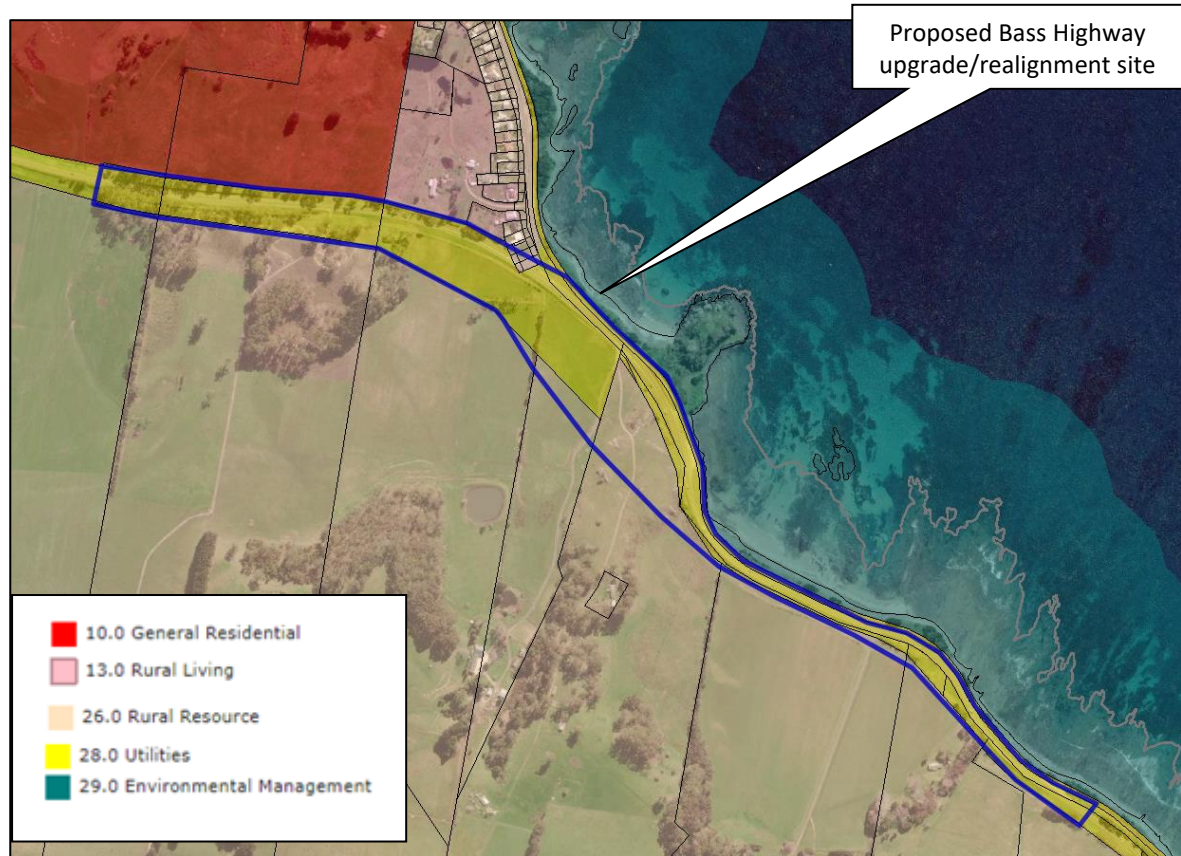 Proposed Bass Highway
upgrade/realignment site
10.0 General Residential
13.0 Rural Living
26.0 Rural Resource
28.0 Utilities
29.0 Environmental Management